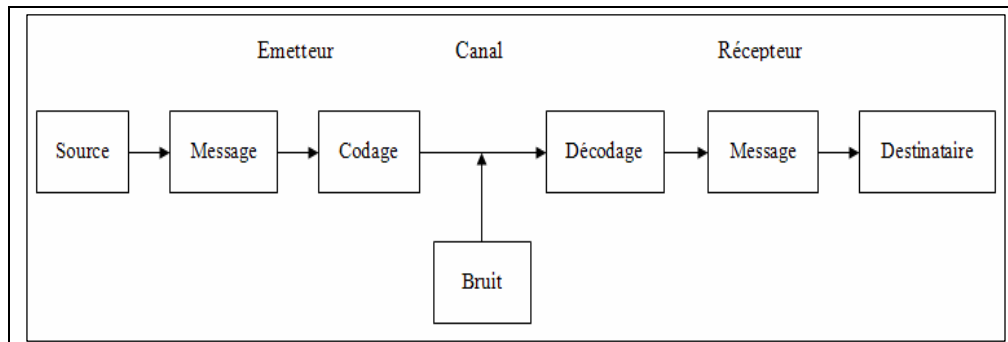 Emetteur Canal Récepteur
Source Message Codage Décodage Message Destinataire
Bruit